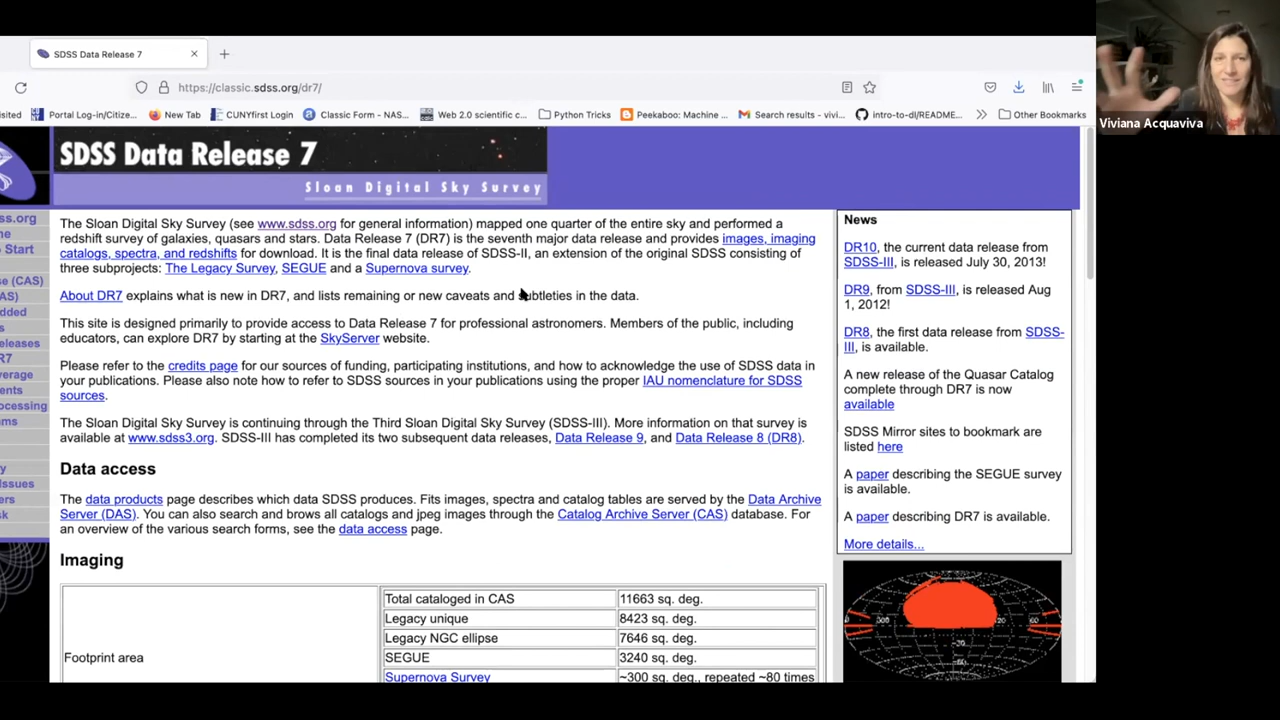 SDSS Data Release 7
https://classic.sdss.org/dr7/
isited
Portal Log-in/Citize...
New Tab
CUNYfirst Login
Classic Form - NAS...
Web 2.0 scientific c...
Python Tricks
Peekaboo: Machine ...
Search results - vivi...
intro-to-dl/README...
Other Bookmarks
Viviana Acquaviva
SDSS Data Release 7
Sloan Digital Sky Survey
ss.org
me
o Start
se (CAS)
AS)
dded
s
eleases
R7
verage
ents
ocessing
ms
y
Issues
ers
sk
The Sloan Digital Sky Survey (see www.sdss.org for general information) mapped one quarter of the entire sky and performed a
redshift survey of galaxies, quasars and stars. Data Release 7 (DR7) is the seventh major data release and provides images, imaging
catalogs, spectra, and redshifts for download. It is the final data release of SDSS-II, an extension of the original SDSS consisting of
three subprojects: The Legacy Survey, SEGUE and a Supernova survey.
About DR7 explains what is new in DR7, and lists remaining or new caveats and subtleties in the data.
This site is designed primarily to provide access to Data Release 7 for professional astronomers. Members of the public, including
educators, can explore DR7 by starting at the SkyServer website.
Please refer to the credits page for our sources of funding, participating institutions, and how to acknowledge the use of SDSS data in
your publications. Please also note how to refer to SDSS sources in your publications using the proper IAU nomenclature for SDSS
sources.
The Sloan Digital Sky Survey is continuing through the Third Sloan Digital Sky Survey (SDSS-III). More information on that survey is
available at www.sdss3.org. SDSS-III has completed its two subsequent data releases, Data Release 9, and Data Release 8 (DR8).
Data access
The data products page describes which data SDSS produces. Fits images, spectra and catalog tables are served by the Data Archive
Server (DAS). You can also search and brows all catalogs and jpeg images through the Catalog Archive Server (CAS) database. For
an overview of the various search forms, see the data access page.
Imaging
Footprint area
Total cataloged in CAS 11663 sq. deg.
Legacy unique 8423 sq. deg.
Legacy NGC ellipse 7646 sq. deg.
SEGUE 3240 sq. deg.
Supernova Survey ~300 sq. deg., repeated ~80 times
News
DR10, the current data release from
SDSS-III, is released July 30, 2013!
DR9, from SDSS-III, is released Aug
1, 2012!
DR8, the first data release from SDSS-
III, is available.
A new release of the Quasar Catalog
complete through DR7 is now
available
SDSS Mirror sites to bookmark are
listed here
A paper describing the SEGUE survey
is available.
A paper describing DR7 is available.
More details...